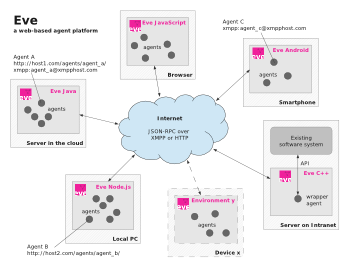 Eve
a web-based agent platform
Agent A
http://host1.com/agents/agent_a/
xmpp:agent_a@xmpphost.com
eve
Eve Java
agents
Server in the cloud
eve
Eve JavaScript
agents
Browser
Agent C
xmpp:agent_c@xmpphost.com
eve
Eve Android
agents
Smartphone
Internet
JSON-RPC over
XMPP or HTTP
Existing
software system
API
eve
Eve C++
wrapper
agent
Server on Internet
eve
Eve Node.js
agents
Local PC
Agent B
http://host2.com/agents/agent_b/
eve
Environment y
agents
Device x